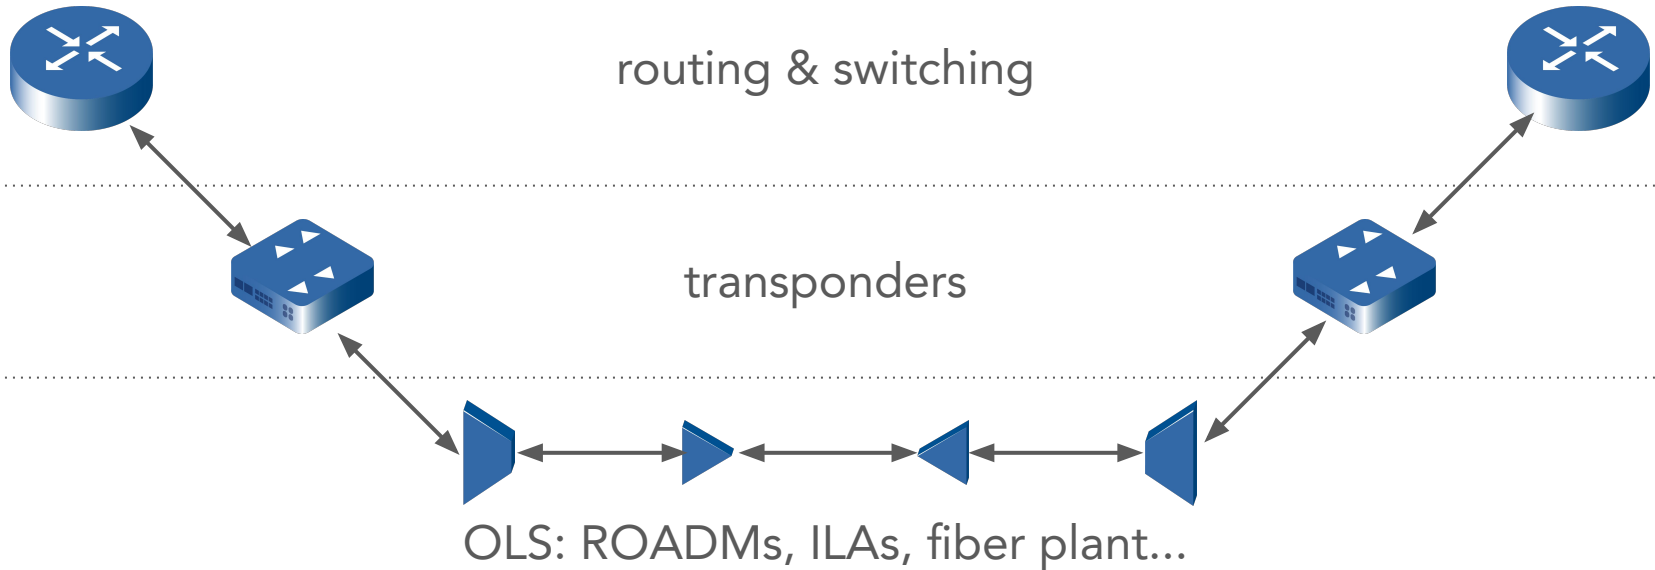 routing & switching
transponders
OLS: ROADMs, ILAs, fiber plant...